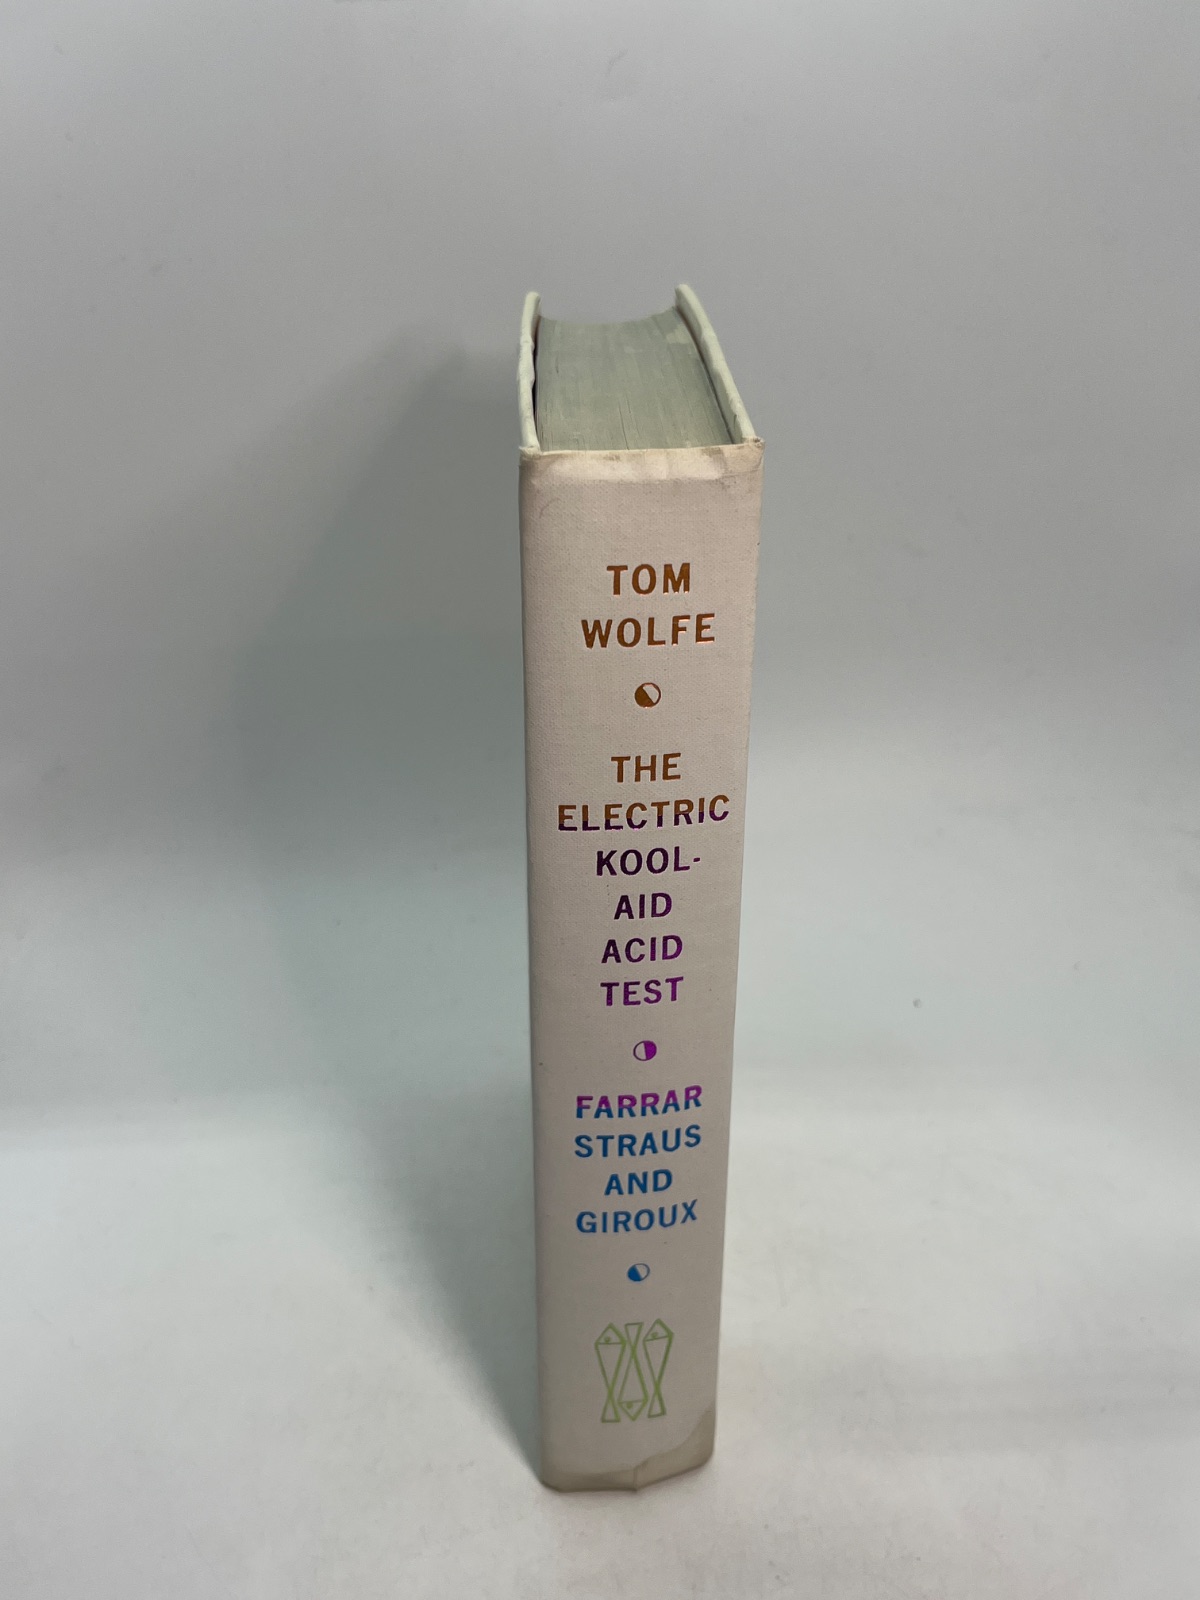 TOM
WOLFE
THE
ELECTRIC
KOOL-
AID
ACID
TEST
FARRAR
STRAUS
AND
GIROUX